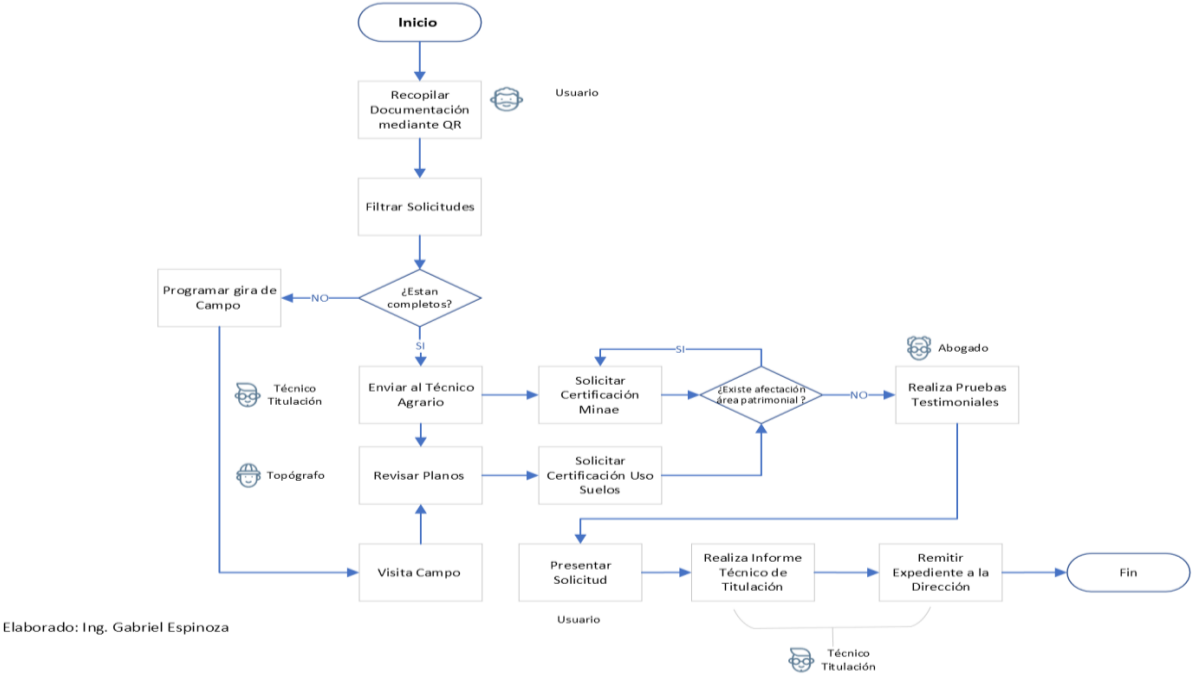 Inicio
Recopilar
Documentación
mediante QR
Usuario
Filtrar Solicitudes
Programar gira de
Campo
NO
¿Estan
completos?
SI
SI
Abogado
Técnico
Titulación
Enviar al Técnico
Agrario
Solicitar
Certificación
Minae
¿Existe afectación
área patrimonial ?
NO
Realiza Pruebas
Testimoniales
Topógrafo
Revisar Planos
Solicitar
Certificación Uso
Suelos
Visita Campo
Presentar
Solicitud
Realiza Informe
Técnico de
Titulación
Remitir
Expediente a la
Dirección
Fin
Usuario
Elaborado: Ing. Gabriel Espinoza
Técnico
Titulación